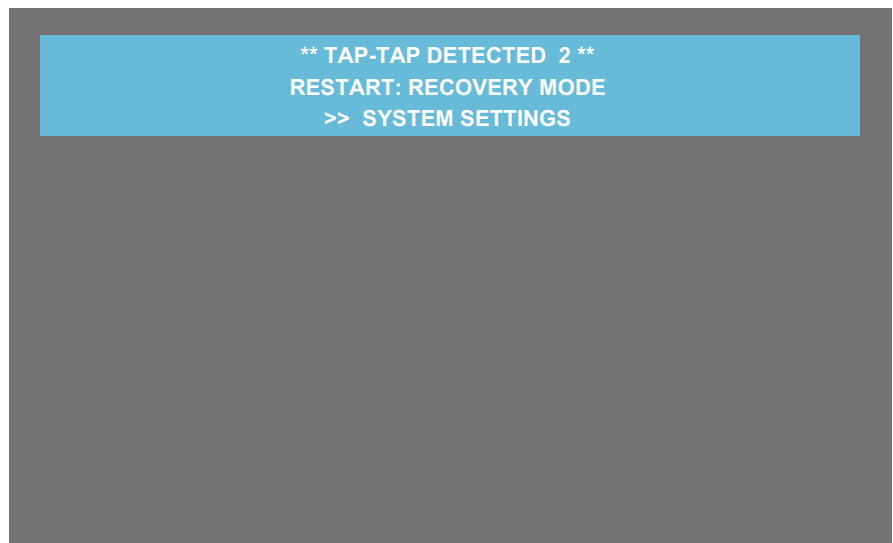 ** TAP-TAP DETECTED  2 **
RESTART: RECOVERY MODE
>>  SYSTEM SETTINGS